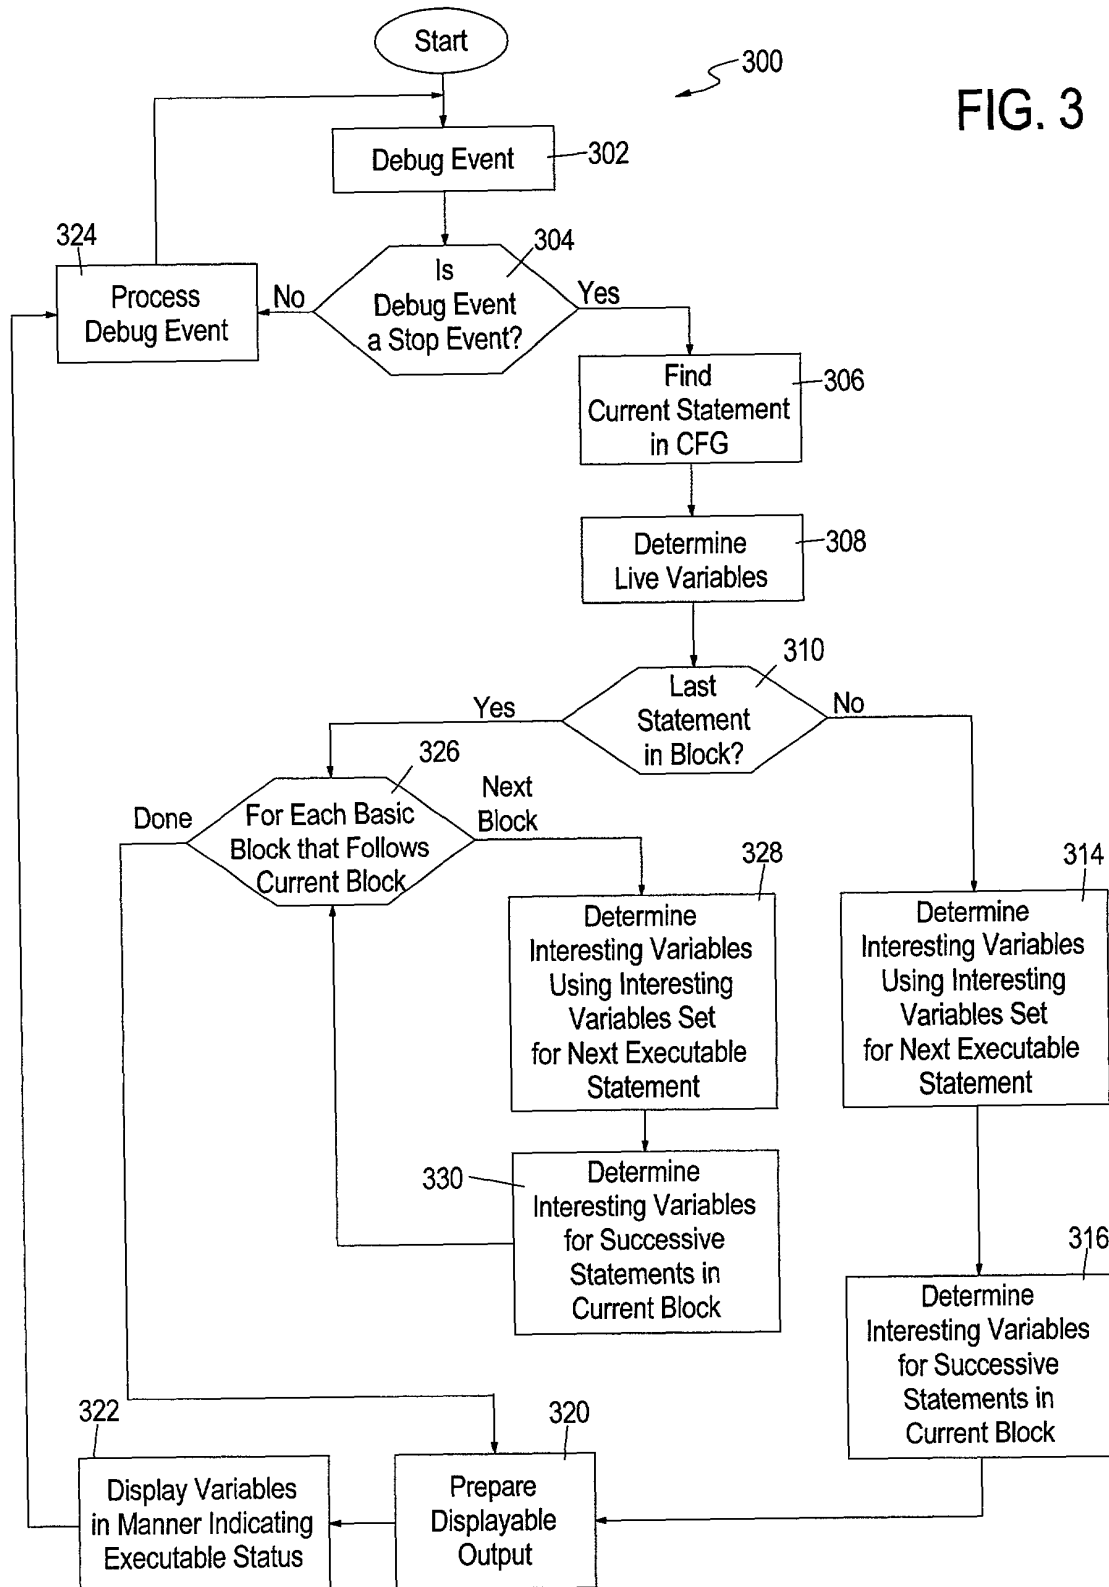 Start
300
FIG. 3
Debug Event
302
324
304
Is
Debug Event
a Stop Event?
No
Yes
Process
Debug Event
Find
Current Statement
in CFG
306
Determine
Live Variables
308
310
Last
Statement
in Block?
Yes
No
326
For Each Basic
Block that Follows
Current Block
Done
Next
Block
328
Determine
Interesting Variables
Using Interesting
Variables Set
for Next Executable
Statement
314
Determine
Interesting Variables
Using Interesting
Variables Set
for Next Executable
Statement
330
Determine
Interesting Variables
for Successive
Statements in
Current Block
316
Determine
Interesting Variables
for Successive
Statements in
Current Block
322
Display Variables
in Manner Indicating
Executable Status
320
Prepare
Displayable
Output